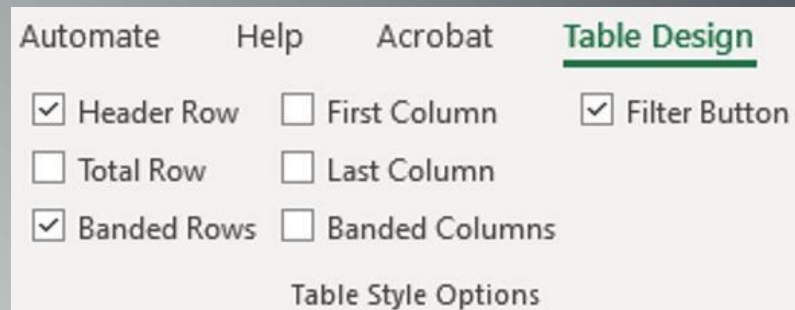 Automate Help Acrobat Table Design
Header Row First Column Filter Button
Total Row Last Column
Banded Rows Banded Columns
Table Style Options